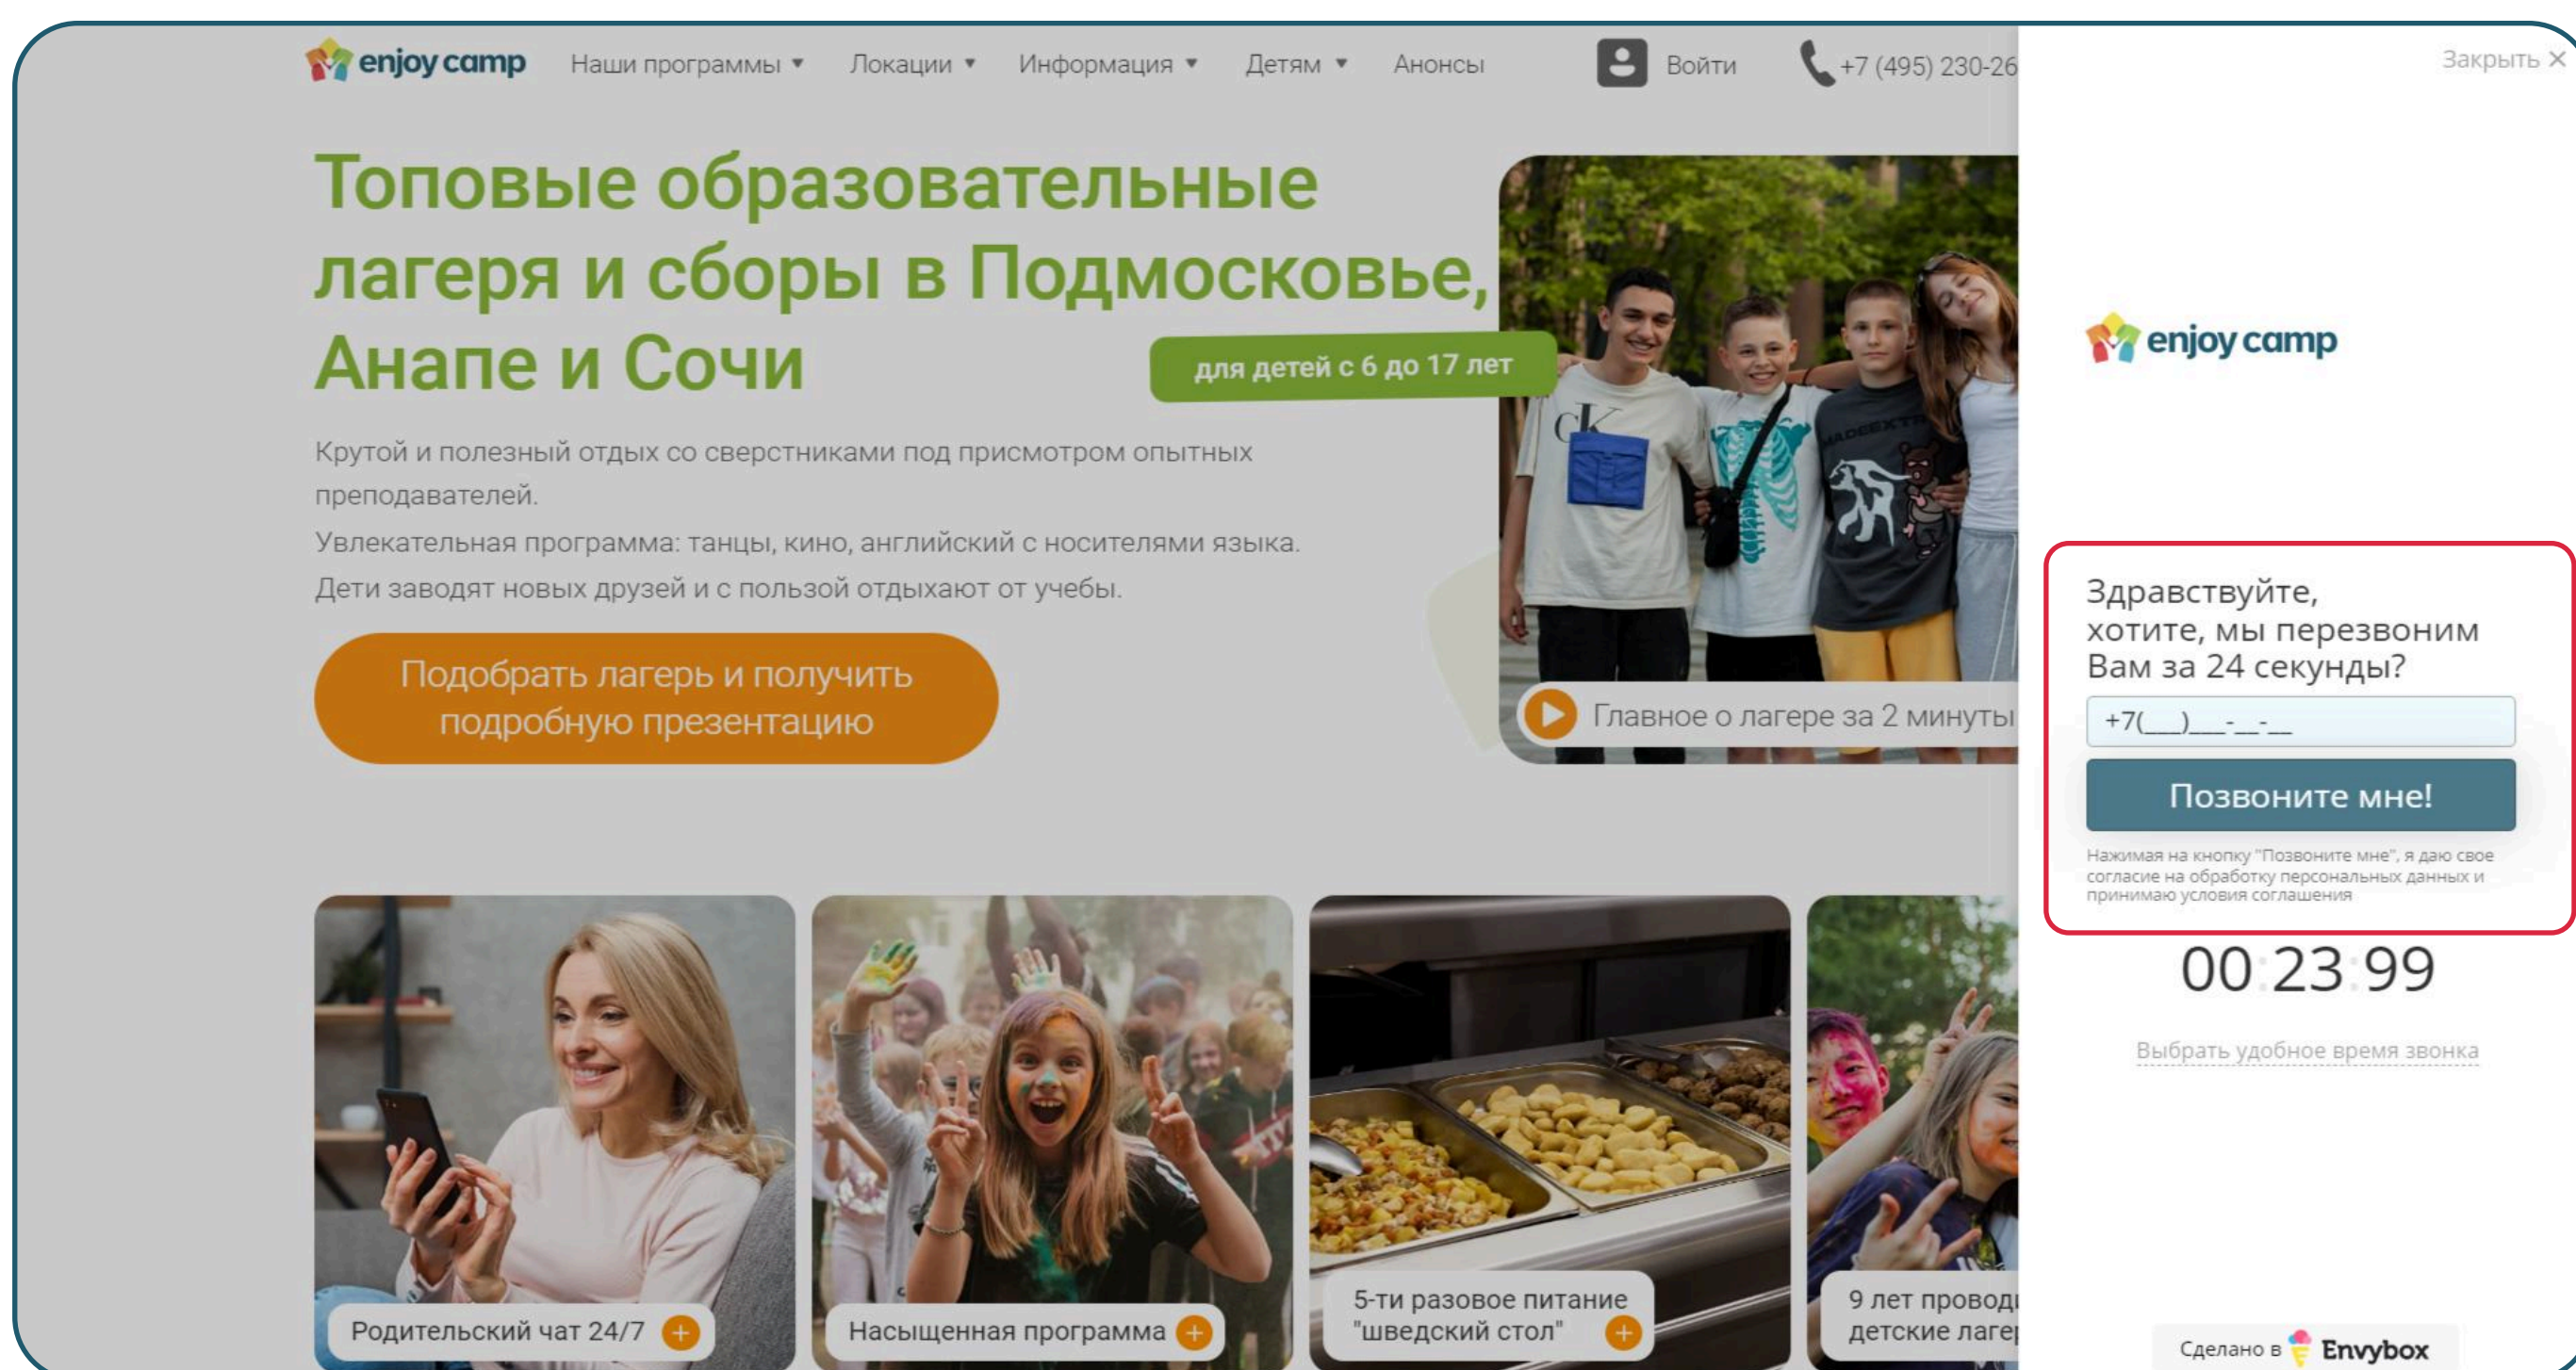 enjoy camp
Наши программы
Локации
Информация
Детям
Анонсы
Войти
+7 (495) 230-26
Закрыть
Топовые образовательные
лагеря и сборы в Подмосковье,
Анапе и Сочи
для детей с 6 до 17 лет
Крутой и полезный отдых со сверстниками под присмотром опытных
преподавателей.
Увлекательная программа: танцы, кино, английский с носителями языка.
Дети заводят новых друзей и с пользой отдыхают от учебы.
Подобрать лагерь и получить
подробную презентацию
Главное о лагере за 2 минуты
Родительский чат 24/7
Насыщенная программа
5-ти разовое питание
"шведский стол"
9 лет провод
детские лаге
enjoy camp
Здравствуйте,
хотите, мы перезвоним
Вам за 24 секунды?
+7(___)___-__-__
Позвоните мне!
Нажимая на кнопку "Позвоните мне", я даю свое
согласие на обработку персональных данных и
принимаю условия соглашения
00:23:99
Выбрать удобное время звонка
Сделано в Envybox